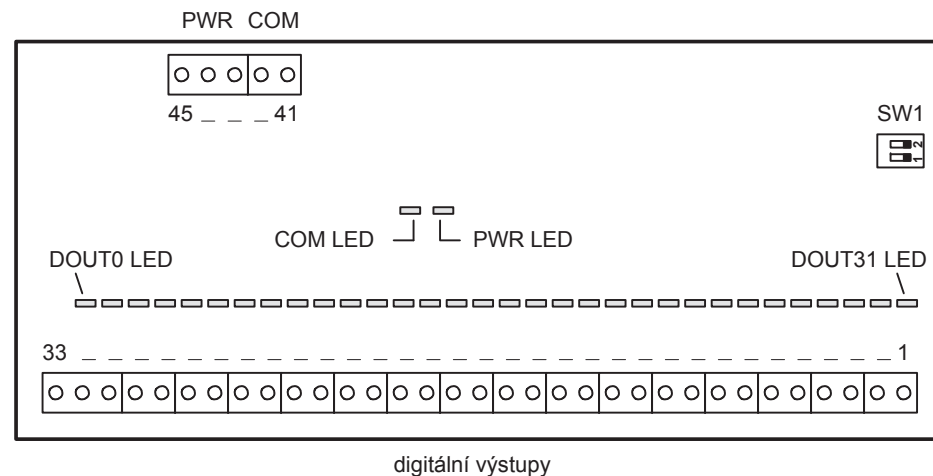 PWR COM
45 _ _ _ 41
SW1
2
1
COM LED
PWR LED
DOUT0 LED
DOUT31 LED
33 _ _ _ _ _ _ _ _ _ _ _ _ _ _ _ _ _ _ _ _ _ _ _ _ _ _ _ _ _ _ _ 1
digitální výstupy